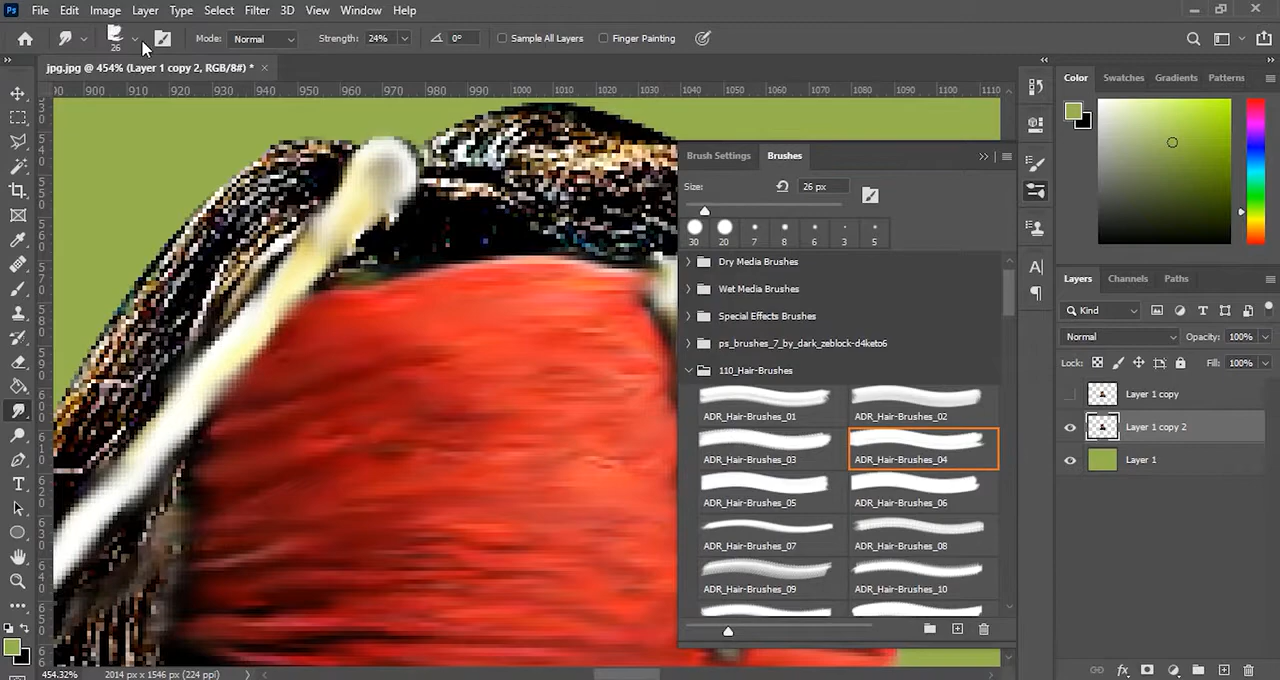 Ps File Edit Image Layer Type Select Filter 3D View Window Help
26 Mode: Normal Strength: 24% 0° Sample All Layers Finger Painting
jpg.jpg @ 454% (Layer 1 copy 2, RGB/8#) * ×
900 910 920 930 940 950 960 970 980 990 1000 1010 1020 1030 1040 1050 1060 1070 1080 1090 1100 1110
Color Swatches Gradients Patterns
Brush Settings Brushes
Size: 26 px
30 20 7 8 6 3 5
Dry Media Brushes
Wet Media Brushes
Special Effects Brushes
ps_brushes_7_by_dark_zeblock-d4keto6
110_Hair-Brushes
ADR_Hair-Brushes_01 ADR_Hair-Brushes_02
ADR_Hair-Brushes_03 ADR_Hair-Brushes_04
ADR_Hair-Brushes_05 ADR_Hair-Brushes_06
ADR_Hair-Brushes_07 ADR_Hair-Brushes_08
ADR_Hair-Brushes_09 ADR_Hair-Brushes_10
Layers Channels Paths
Kind
Normal Opacity: 100%
Lock: Fill: 100%
Layer 1 copy
Layer 1 copy 2
Layer 1
454.32% 2014 px x 1546 px (224 ppi)